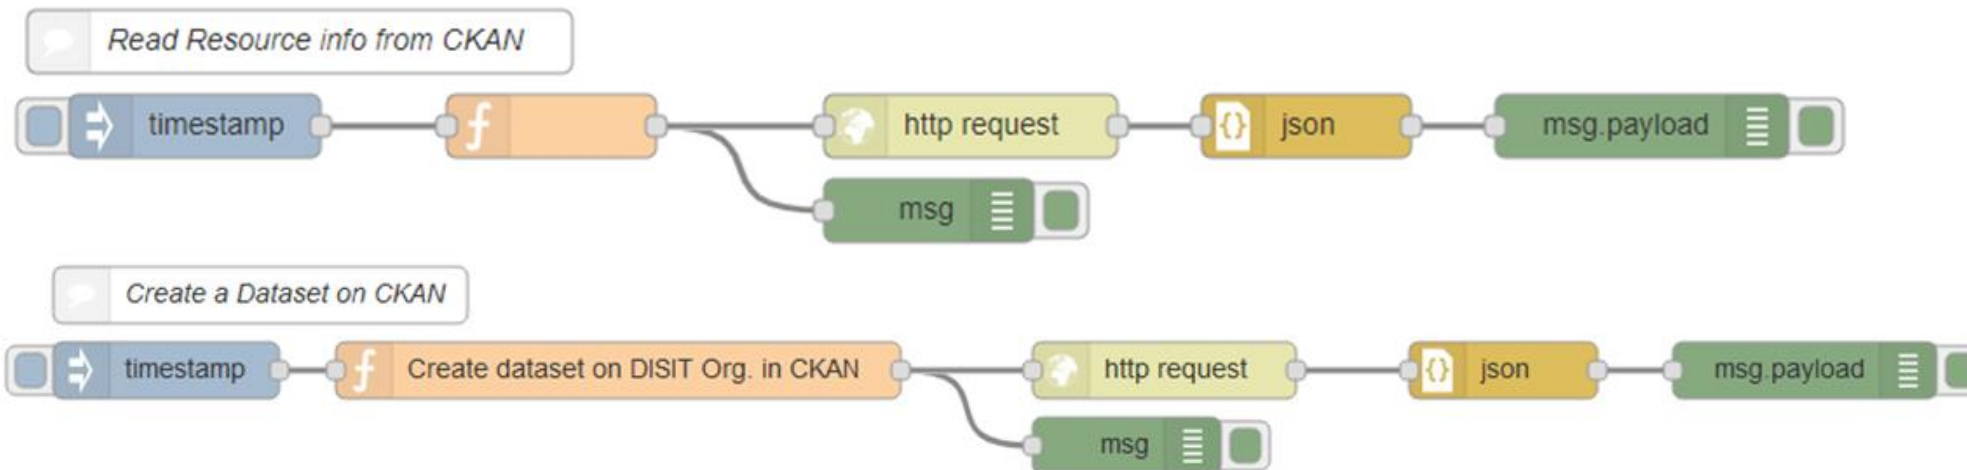 Read Resource info from CKAN
timestamp
http request
json
msg.payload
msg
Create a Dataset on CKAN
timestamp
Create dataset on DISIT Org. in CKAN
http request
json
msg.payload
msg